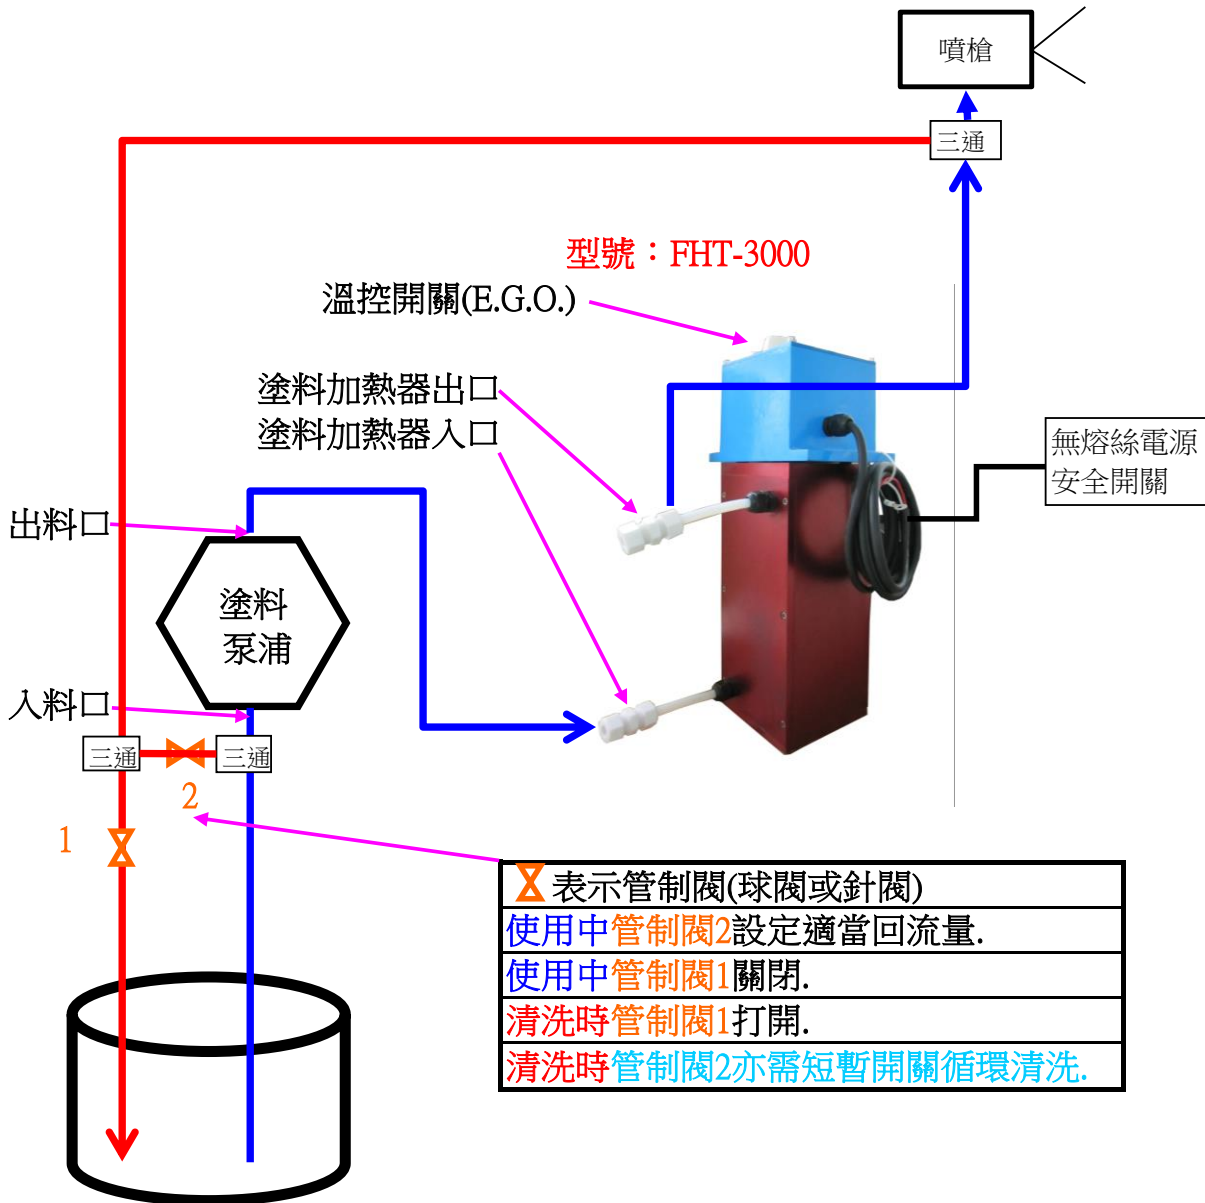 噴槍
三通
型號：FHT-3000
溫控開關(E.G.O.)
塗料加熱器出口
塗料加熱器入口
無熔絲電源
安全開關
出料口
塗料
泵浦
入料口
三通
三通
2
1
表示管制閥(球閥或針閥)
使用中管制閥2設定適當回流量.
使用中管制閥1關閉.
清洗時管制閥1打開.
清洗時管制閥2亦需短暫開關循環清洗.